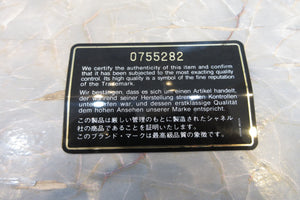 0755282
We certify the authenticity of this item and confirm
that it has been subjected to the most exacting quality
control. Its high quality is a symbol of the fine reputation
of the Trademark.
Wir bestätigen, dass es sich um einen Artikel handelt,
der während seiner Herstellung strengsten Kontrollen
unterworfen war, und dessen erstklassige Qualität
dem hohen Ansehen unserer Marke entspricht.
この製品は厳しい管理のもとに製造されたシャネル
社の商品であることを証明いたします。
このブランド・マークは最高級品質の象徴です。